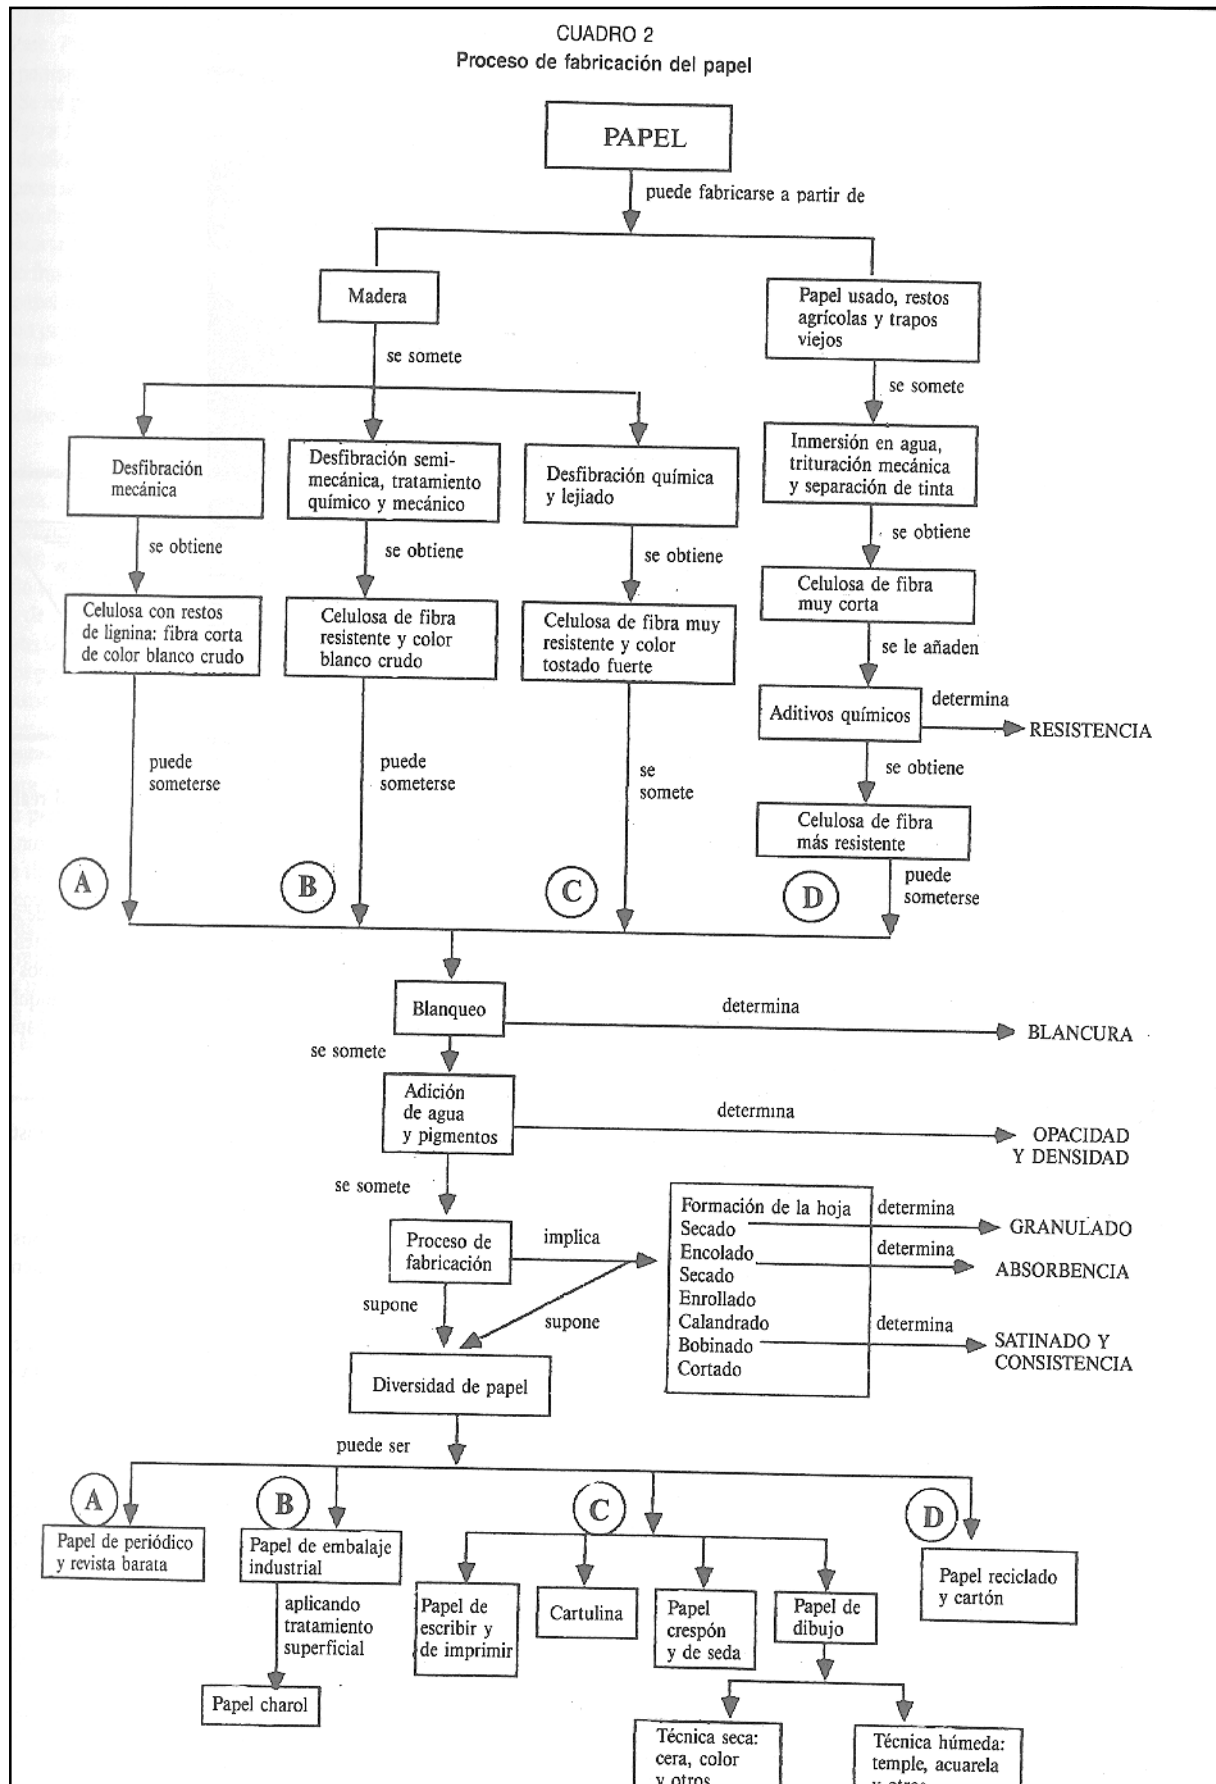 CUADRO 2
Proceso de fabricación del papel
PAPEL
puede fabricarse a partir de
Madera
Papel usado, restos
agrícolas y trapos
viejos
se somete
se somete
Desfibración
mecánica
Desfibración semi-
mecánica, tratamiento
químico y mecánico
Desfibración química
y lejiado
Inmersión en agua,
trituración mecánica
y separación de tinta
se obtiene
se obtiene
se obtiene
se obtiene
Celulosa con restos
de lignina: fibra corta
de color blanco crudo
Celulosa de fibra
resistente y color
blanco crudo
Celulosa de fibra muy
resistente y color
tostado fuerte
Celulosa de fibra
muy corta
se le añaden
Aditivos químicos
determina
RESISTENCIA
se obtiene
Celulosa de fibra
más resistente
puede
someterse
puede
someterse
se
somete
puede
someterse
A
B
C
D
Blanqueo
determina
BLANCURA
se somete
Adición
de agua
y pigmentos
determina
OPACIDAD
Y DENSIDAD
se somete
Proceso de
fabricación
implica
Formación de la hoja
Secado
Encolado
Secado
Enrollado
Calandrado
Bobinado
Cortado
determina
GRANULADO
determina
ABSORBENCIA
determina
SATINADO Y
CONSISTENCIA
supone
supone
Diversidad de papel
puede ser
A
B
C
D
Papel de periódico
y revista barata
Papel de embalaje
industrial
aplicando
tratamiento
superficial
Papel charol
Papel de
escribir y
de imprimir
Cartulina
Papel
crespón
y de seda
Papel de
dibujo
Papel reciclado
y cartón
Técnica seca:
cera, color
y otros
Técnica húmeda:
temple, acuarela
y otros